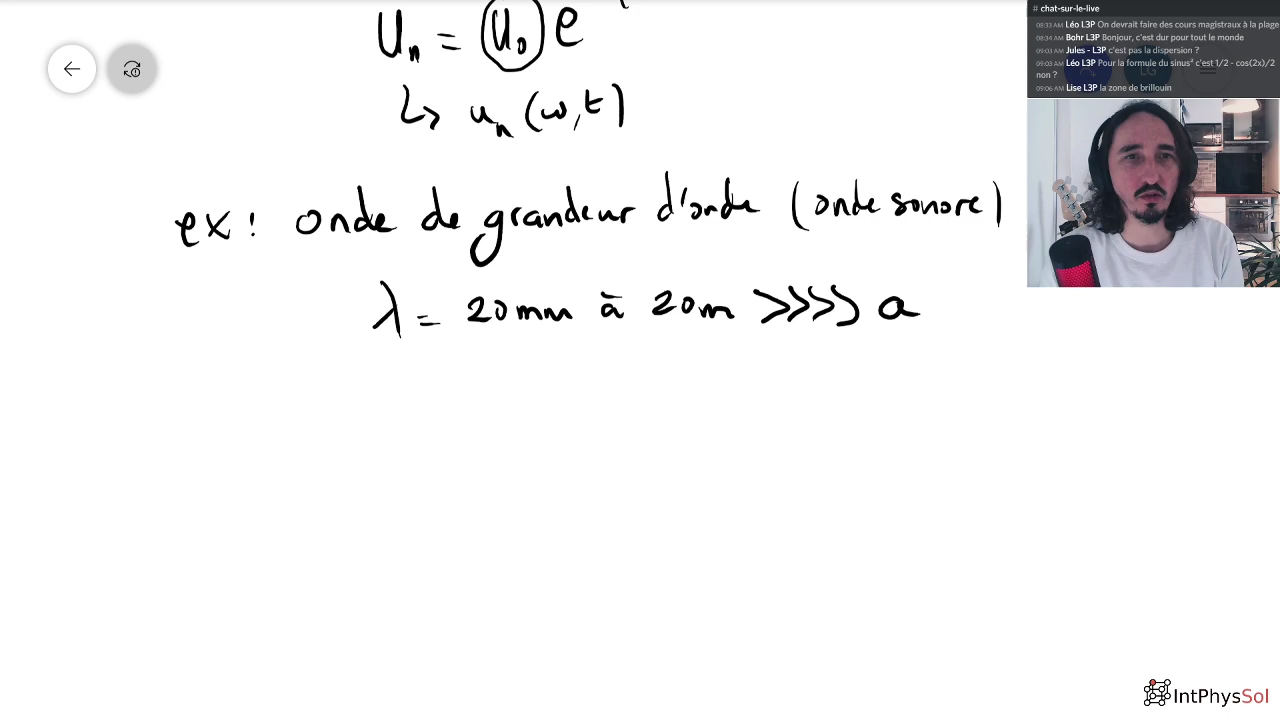 # chat-sur-le-live
08:33 AM Léo L3P On devrait faire des cours magistraux à la plage
08:34 AM Bohr L3P Bonjour, c'est dur pour tout le monde
09:03 AM Jules - L3P c'est pas la dispersion ?
09:03 AM Léo L3P Pour la formule du sinus² c'est 1/2 - cos(2x)/2
non ?
09:06 AM Lise L3P la zone de brillouin
Un = U₀ e
↳ un (ω,t)
ex : onde de grandeur d'onde (onde sonore)
λ = 20mm à 20m >>>> a
IntPhysSol